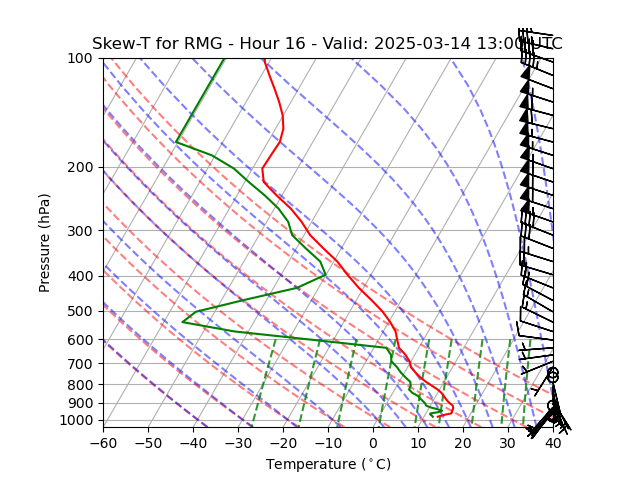 Skew-T for RMG - Hour 16 - Valid: 2025-03-14 13:00 UTC
100
200
300
400
500
600
700
800
900
1000
Pressure (hPa)
−60 −50 −40 −30 −20 −10 0 10 20 30 40
Temperature (°C)